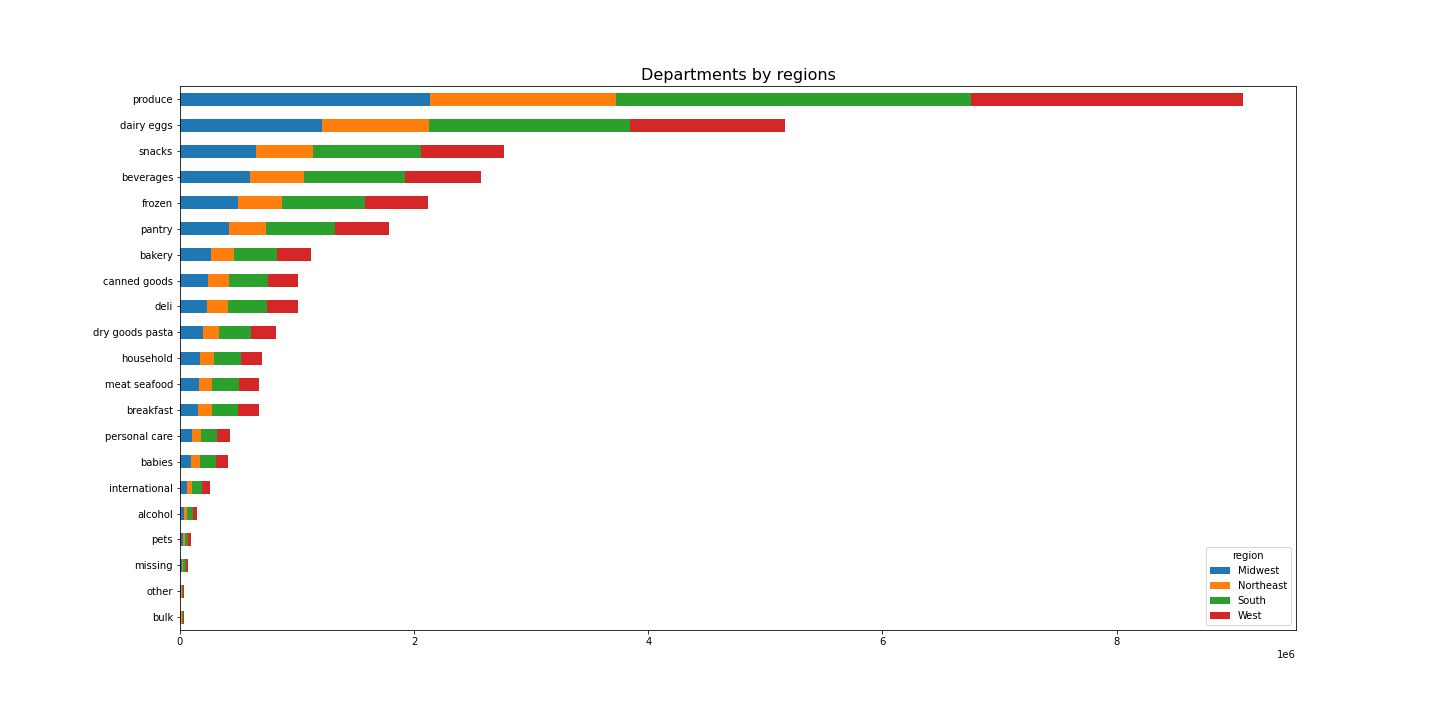 Departments by regions
produce
dairy eggs
snacks
beverages
frozen
pantry
bakery
canned goods
deli
dry goods pasta
household
meat seafood
breakfast
personal care
babies
international
alcohol
pets
missing
other
bulk
0 2 4 6 8
1e6
region
Midwest
Northeast
South
West